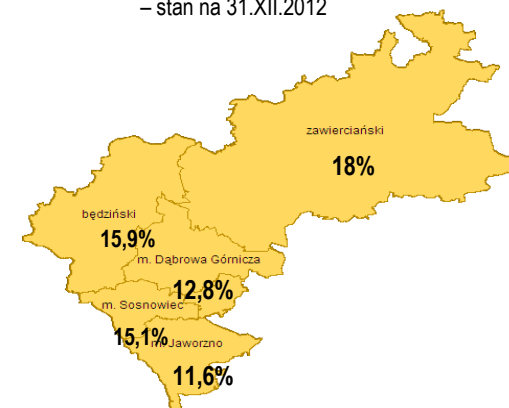 – stan na 31.XII.2012
zawierciański
18%
będziński
15,9%
m. Dąbrowa Górnicza
12,8%
m. Sosnowiec
15,1%
m. Jaworzno
11,6%